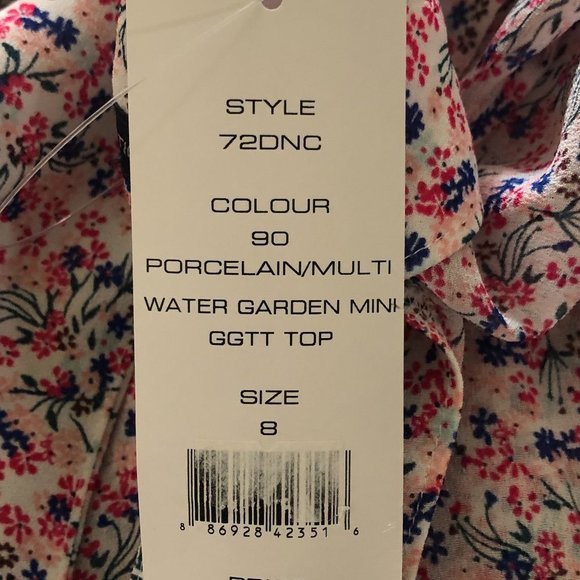 STYLE
72DNC
COLOUR
90
PORCELAIN/MULTI
WATER GARDEN MINI
GGTT TOP
SIZE
8
8 86928 42351 6